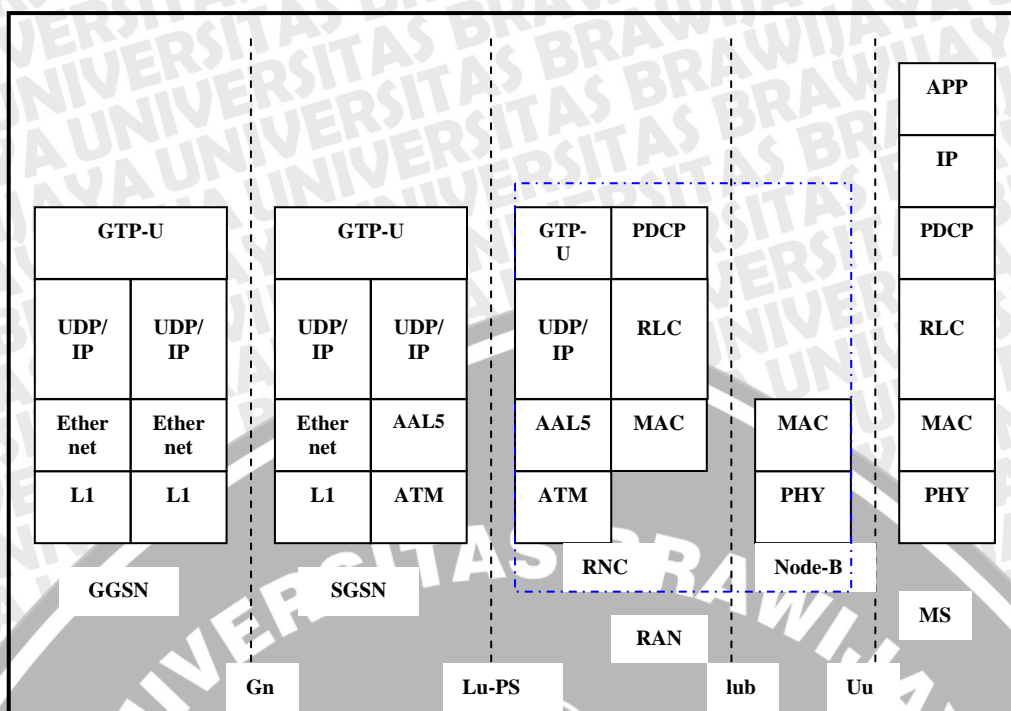 APP
IP
GTP-U
GTP-U
GTP-
U
PDCP
PDCP
UDP/
IP
UDP/
IP
UDP/
IP
UDP/
IP
UDP/
IP
RLC
RLC
Ether
net
Ether
net
Ether
net
AAL5
AAL5
MAC
MAC
MAC
L1
L1
L1
ATM
ATM
PHY
PHY
GGSN
SGSN
RNC
Node-B
MS
RAN
Gn
Lu-PS
lub
Uu
UNIVERSITAS BRAWIJAYA